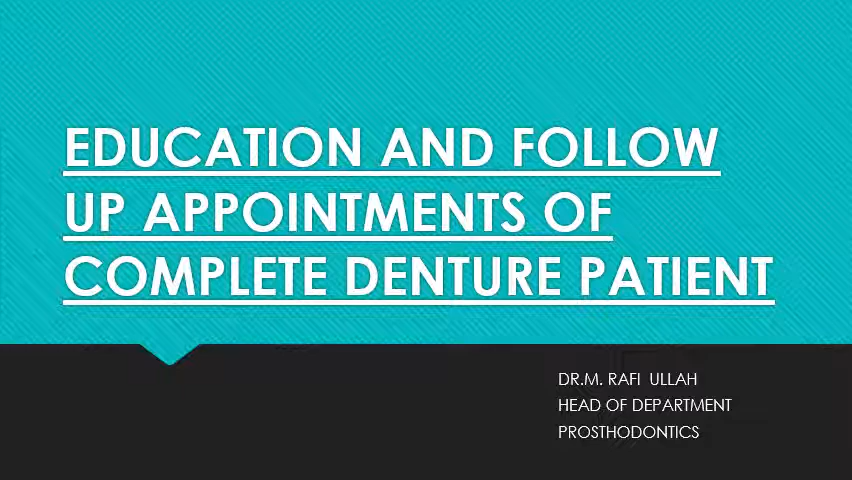 EDUCATION AND FOLLOW
UP APPOINTMENTS OF
COMPLETE DENTURE PATIENT
DR.M. RAFI ULLAH
HEAD OF DEPARTMENT
PROSTHODONTICS